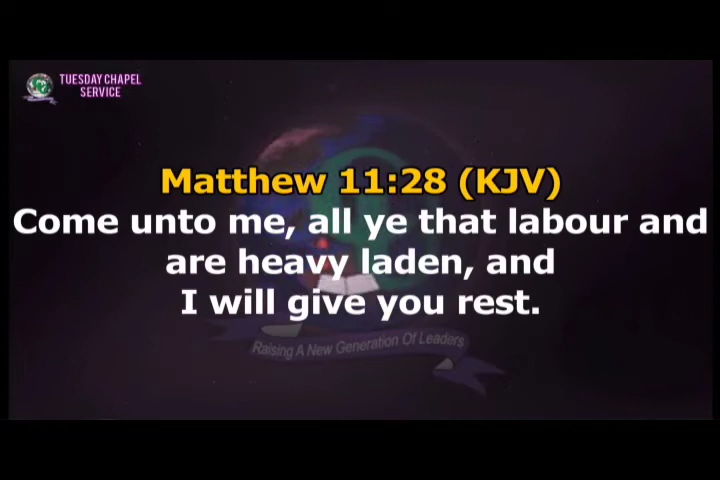 TUESDAY CHAPEL
SERVICE
Matthew 11:28 (KJV)
Come unto me, all ye that labour and
are heavy laden, and
I will give you rest.
Raising A New Generation Of Leaders